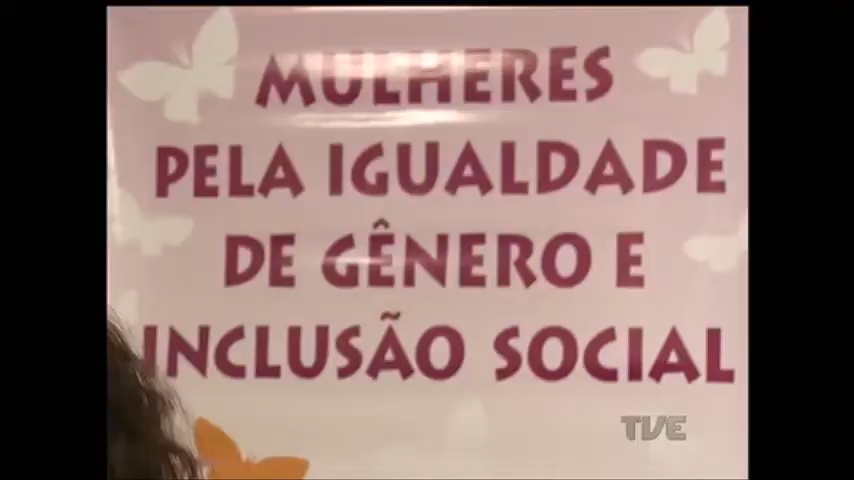 MULHERES
PELA IGUALDADE
DE GÊNERO E
INCLUSÃO SOCIAL
TVE